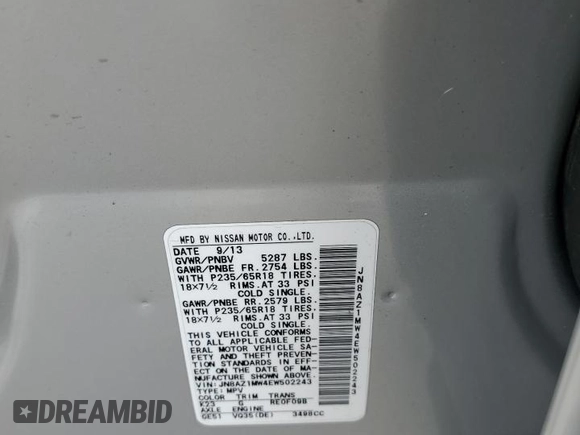 DREAMBID
MFD BY NISSAN MOTOR CO.,LTD.
DATE 9/13
GVWR/PNBV 5287 LBS.
GAWR/PNBE FR. 2754 LBS.
WITH P235/65R18 TIRES.
18X7½ RIMS.AT 33 PSI
COLD SINGLE.
GAWR/PNBE RR. 2579 LBS.
WITH P235/65R18 TIRES.
18X7½ RIMS.AT 33 PSI
COLD SINGLE.
THIS VEHICLE CONFORMS
TO ALL APPLICABLE FED-
ERAL MOTOR VEHICLE SA-
FETY AND THEFT PREVEN-
TION STANDARDS IN EFF-
ECT ON THE DATE OF MA-
NUFACTURE SHOWN ABOVE.
VIN:JN8AZ1MW4EW502243
TYPE: MPV
COLOR TRIM TRANS
K23 G RE0F09B
AXLE ENGINE
GE51 VQ35(DE) 3498CC
JN8AZ1MW4EW502243
DREAMBID